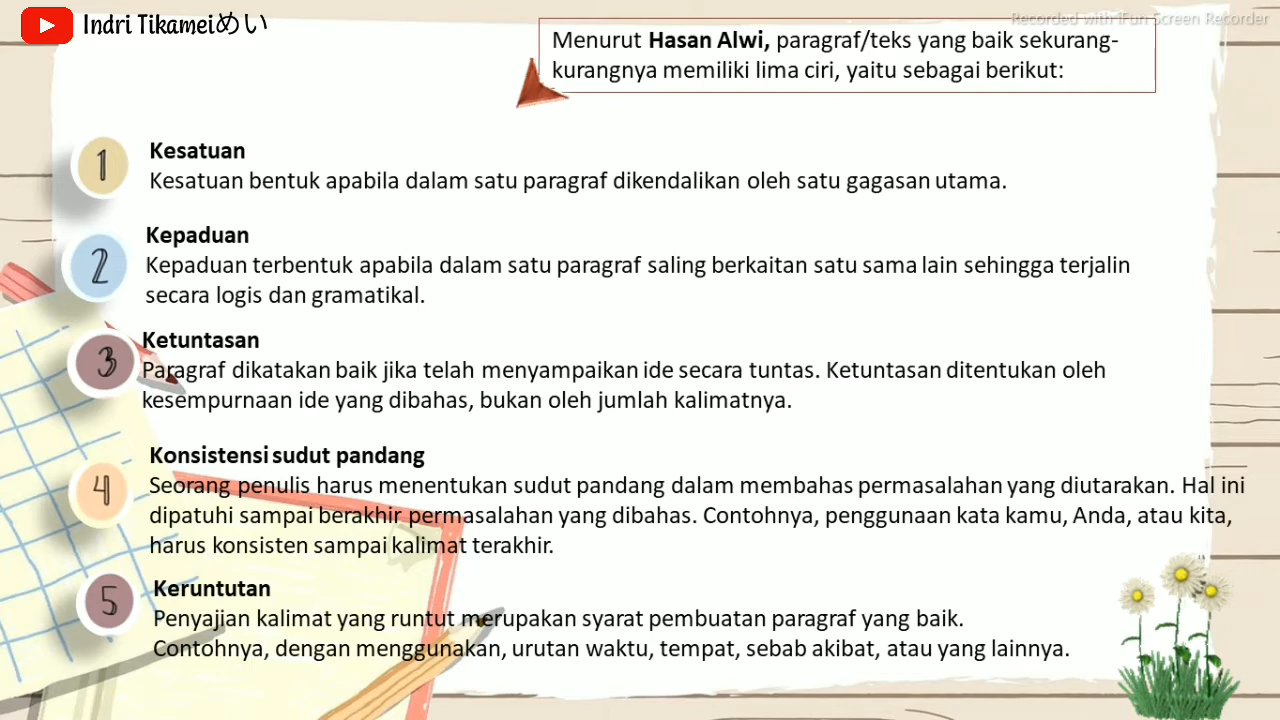 Indri Tikameiめい
Recorded with iFun Screen Recorder
Menurut Hasan Alwi, paragraf/teks yang baik sekurang-
kurangnya memiliki lima ciri, yaitu sebagai berikut:
1
Kesatuan
Kesatuan bentuk apabila dalam satu paragraf dikendalikan oleh satu gagasan utama.
2
Kepaduan
Kepaduan terbentuk apabila dalam satu paragraf saling berkaitan satu sama lain sehingga terjalin
secara logis dan gramatikal.
3
Ketuntasan
Paragraf dikatakan baik jika telah menyampaikan ide secara tuntas. Ketuntasan ditentukan oleh
kesempurnaan ide yang dibahas, bukan oleh jumlah kalimatnya.
4
Konsistensi sudut pandang
Seorang penulis harus menentukan sudut pandang dalam membahas permasalahan yang diutarakan. Hal ini
dipatuhi sampai berakhir permasalahan yang dibahas. Contohnya, penggunaan kata kamu, Anda, atau kita,
harus konsisten sampai kalimat terakhir.
5
Keruntutan
Penyajian kalimat yang runtut merupakan syarat pembuatan paragraf yang baik.
Contohnya, dengan menggunakan, urutan waktu, tempat, sebab akibat, atau yang lainnya.